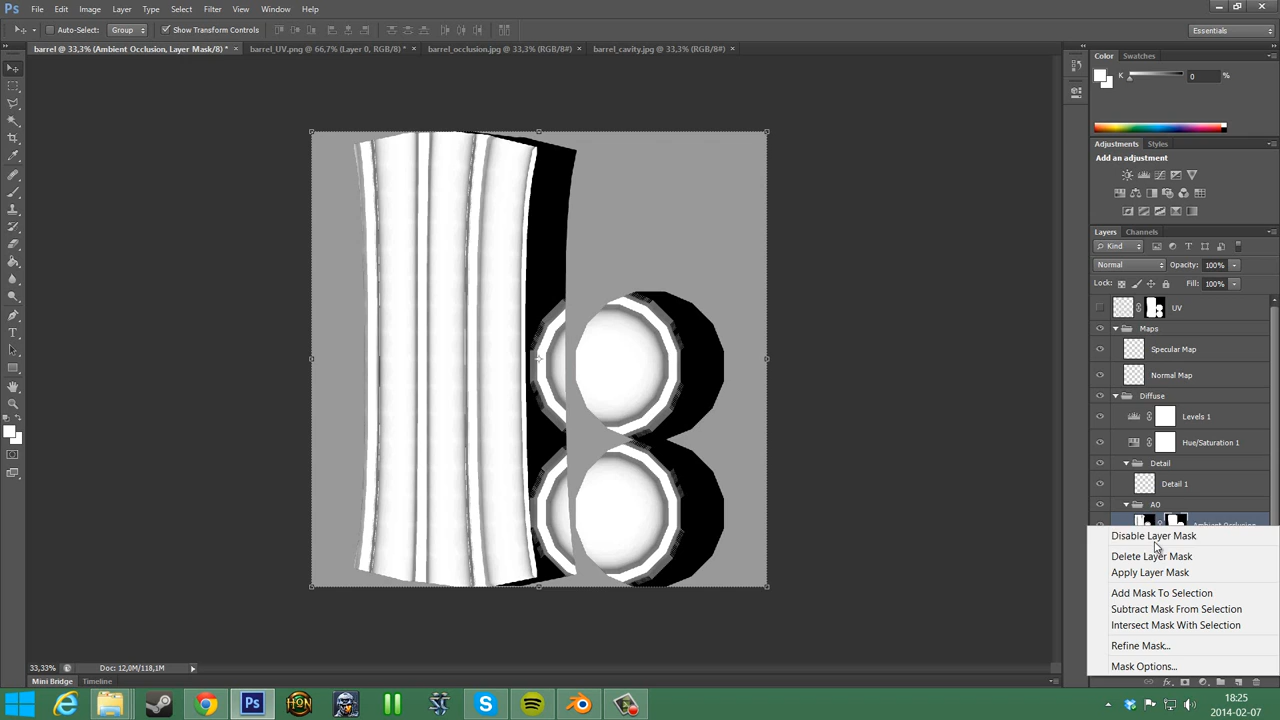 Ps File Edit Image Layer Type Select Filter View Window Help
Auto-Select: Group Show Transform Controls Essentials
barrel @ 33,3% (Ambient Occlusion, Layer Mask/8) * × barrel_UV.png @ 66,7% (Layer 0, RGB/8) * × barrel_occlusion.jpg @ 33,3% (RGB/8#) × barrel_cavity.jpg @ 33,3% (RGB/8#) ×
Color Swatches
K 0 %
Adjustments Styles
Add an adjustment
Layers Channels
Kind
Normal Opacity: 100%
Lock: Fill: 100%
UV
Maps
Specular Map
Normal Map
Diffuse
Levels 1
Hue/Saturation 1
Detail
Detail 1
AO
Ambient Occlusion
Disable Layer Mask
Delete Layer Mask
Apply Layer Mask
Add Mask To Selection
Subtract Mask From Selection
Intersect Mask With Selection
Refine Mask...
Mask Options...
33,33% Doc: 12,0M/118,1M
Mini Bridge Timeline
Ps HON
18:25
2014-02-07